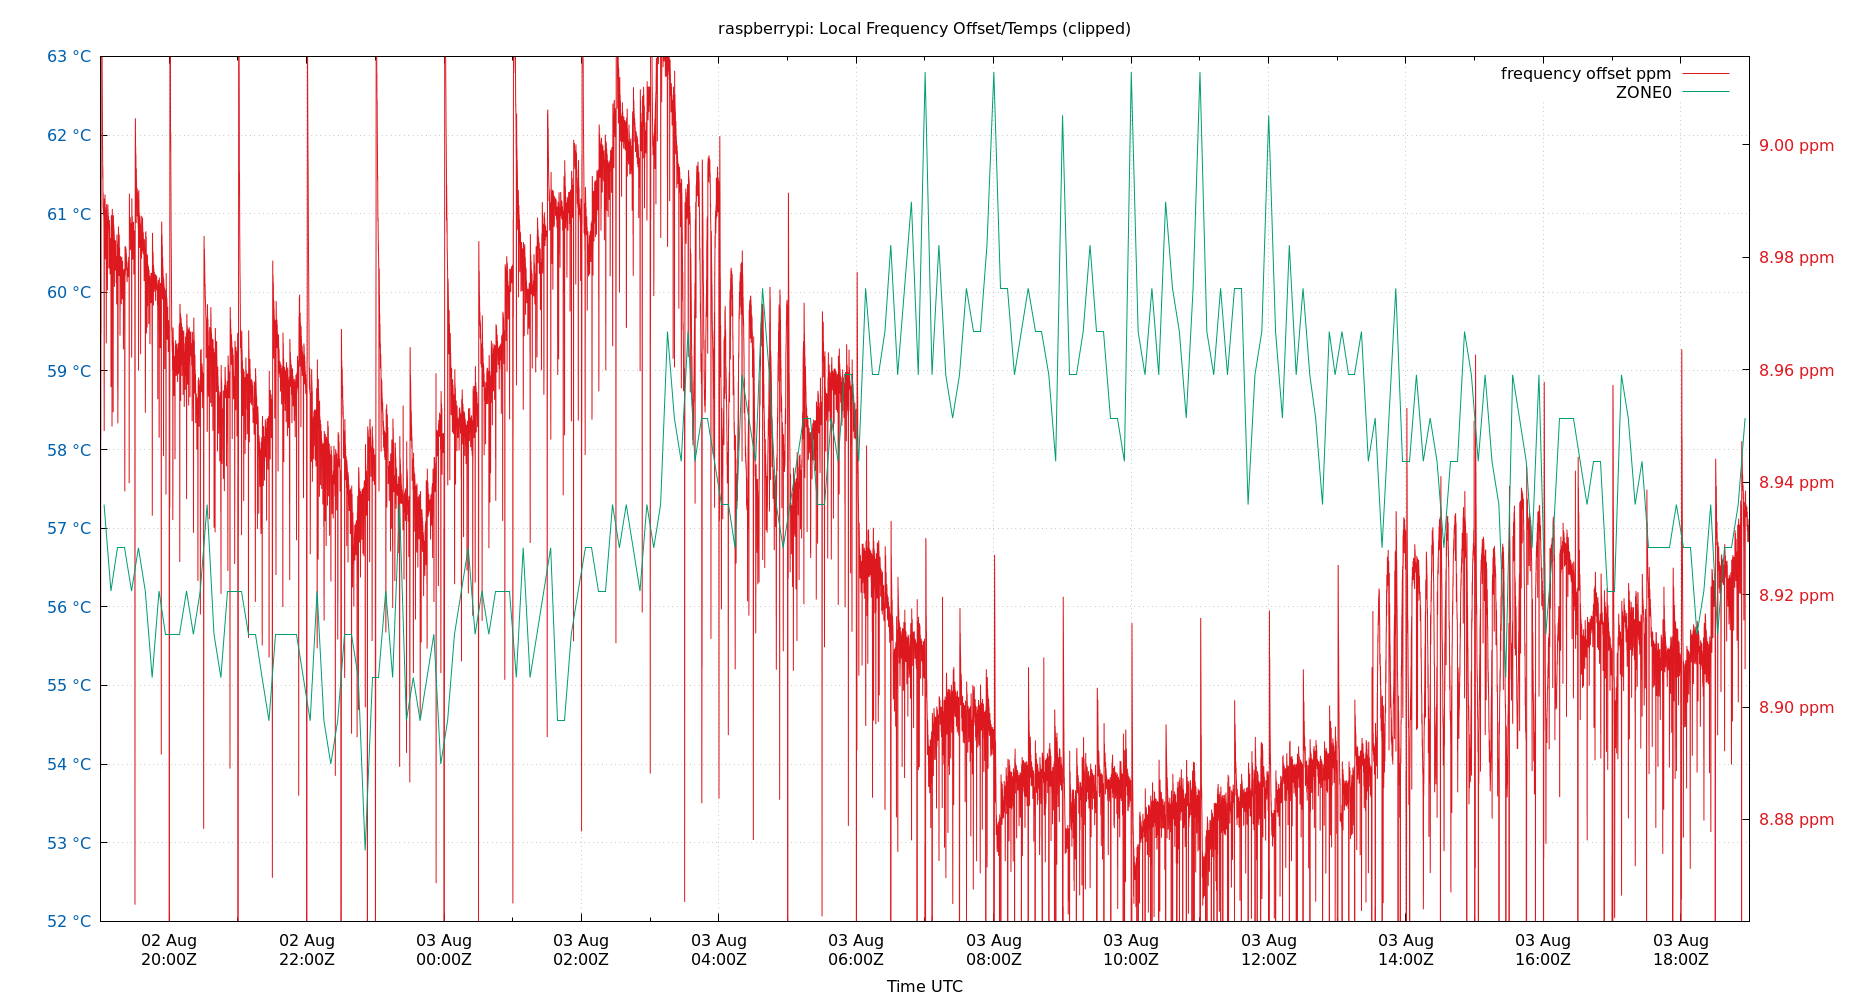 raspberrypi: Local Frequency Offset/Temps (clipped)
frequency offset ppm
ZONE0
63 °C
62 °C
61 °C
60 °C
59 °C
58 °C
57 °C
56 °C
55 °C
54 °C
53 °C
52 °C
9.00 ppm
8.98 ppm
8.96 ppm
8.94 ppm
8.92 ppm
8.90 ppm
8.88 ppm
02 Aug
20:00Z
02 Aug
22:00Z
03 Aug
00:00Z
03 Aug
02:00Z
03 Aug
04:00Z
03 Aug
06:00Z
03 Aug
08:00Z
03 Aug
10:00Z
03 Aug
12:00Z
03 Aug
14:00Z
03 Aug
16:00Z
03 Aug
18:00Z
Time UTC